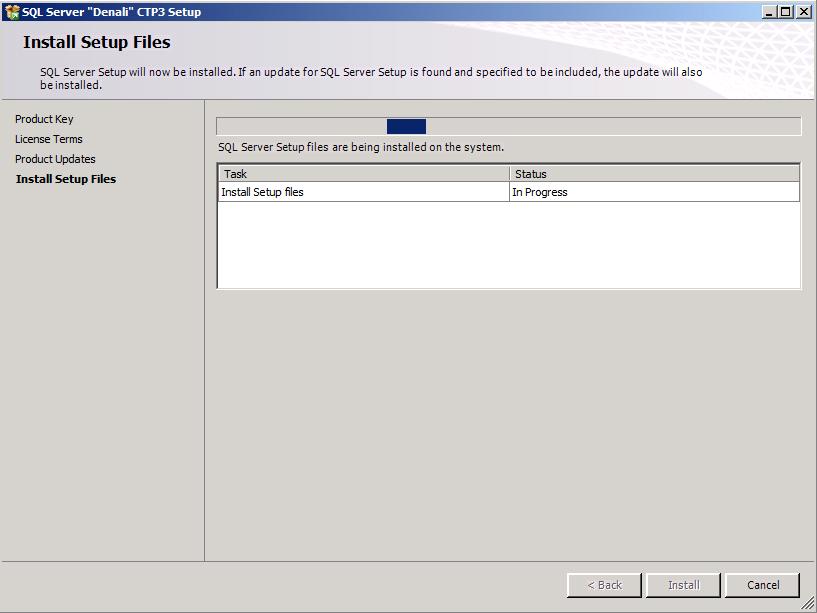 SQL Server "Denali" CTP3 Setup
Install Setup Files
SQL Server Setup will now be installed. If an update for SQL Server Setup is found and specified to be included, the update will also
be installed.
Product Key
License Terms
Product Updates
Install Setup Files
SQL Server Setup files are being installed on the system.
Task Status
Install Setup files In Progress
< Back Install Cancel